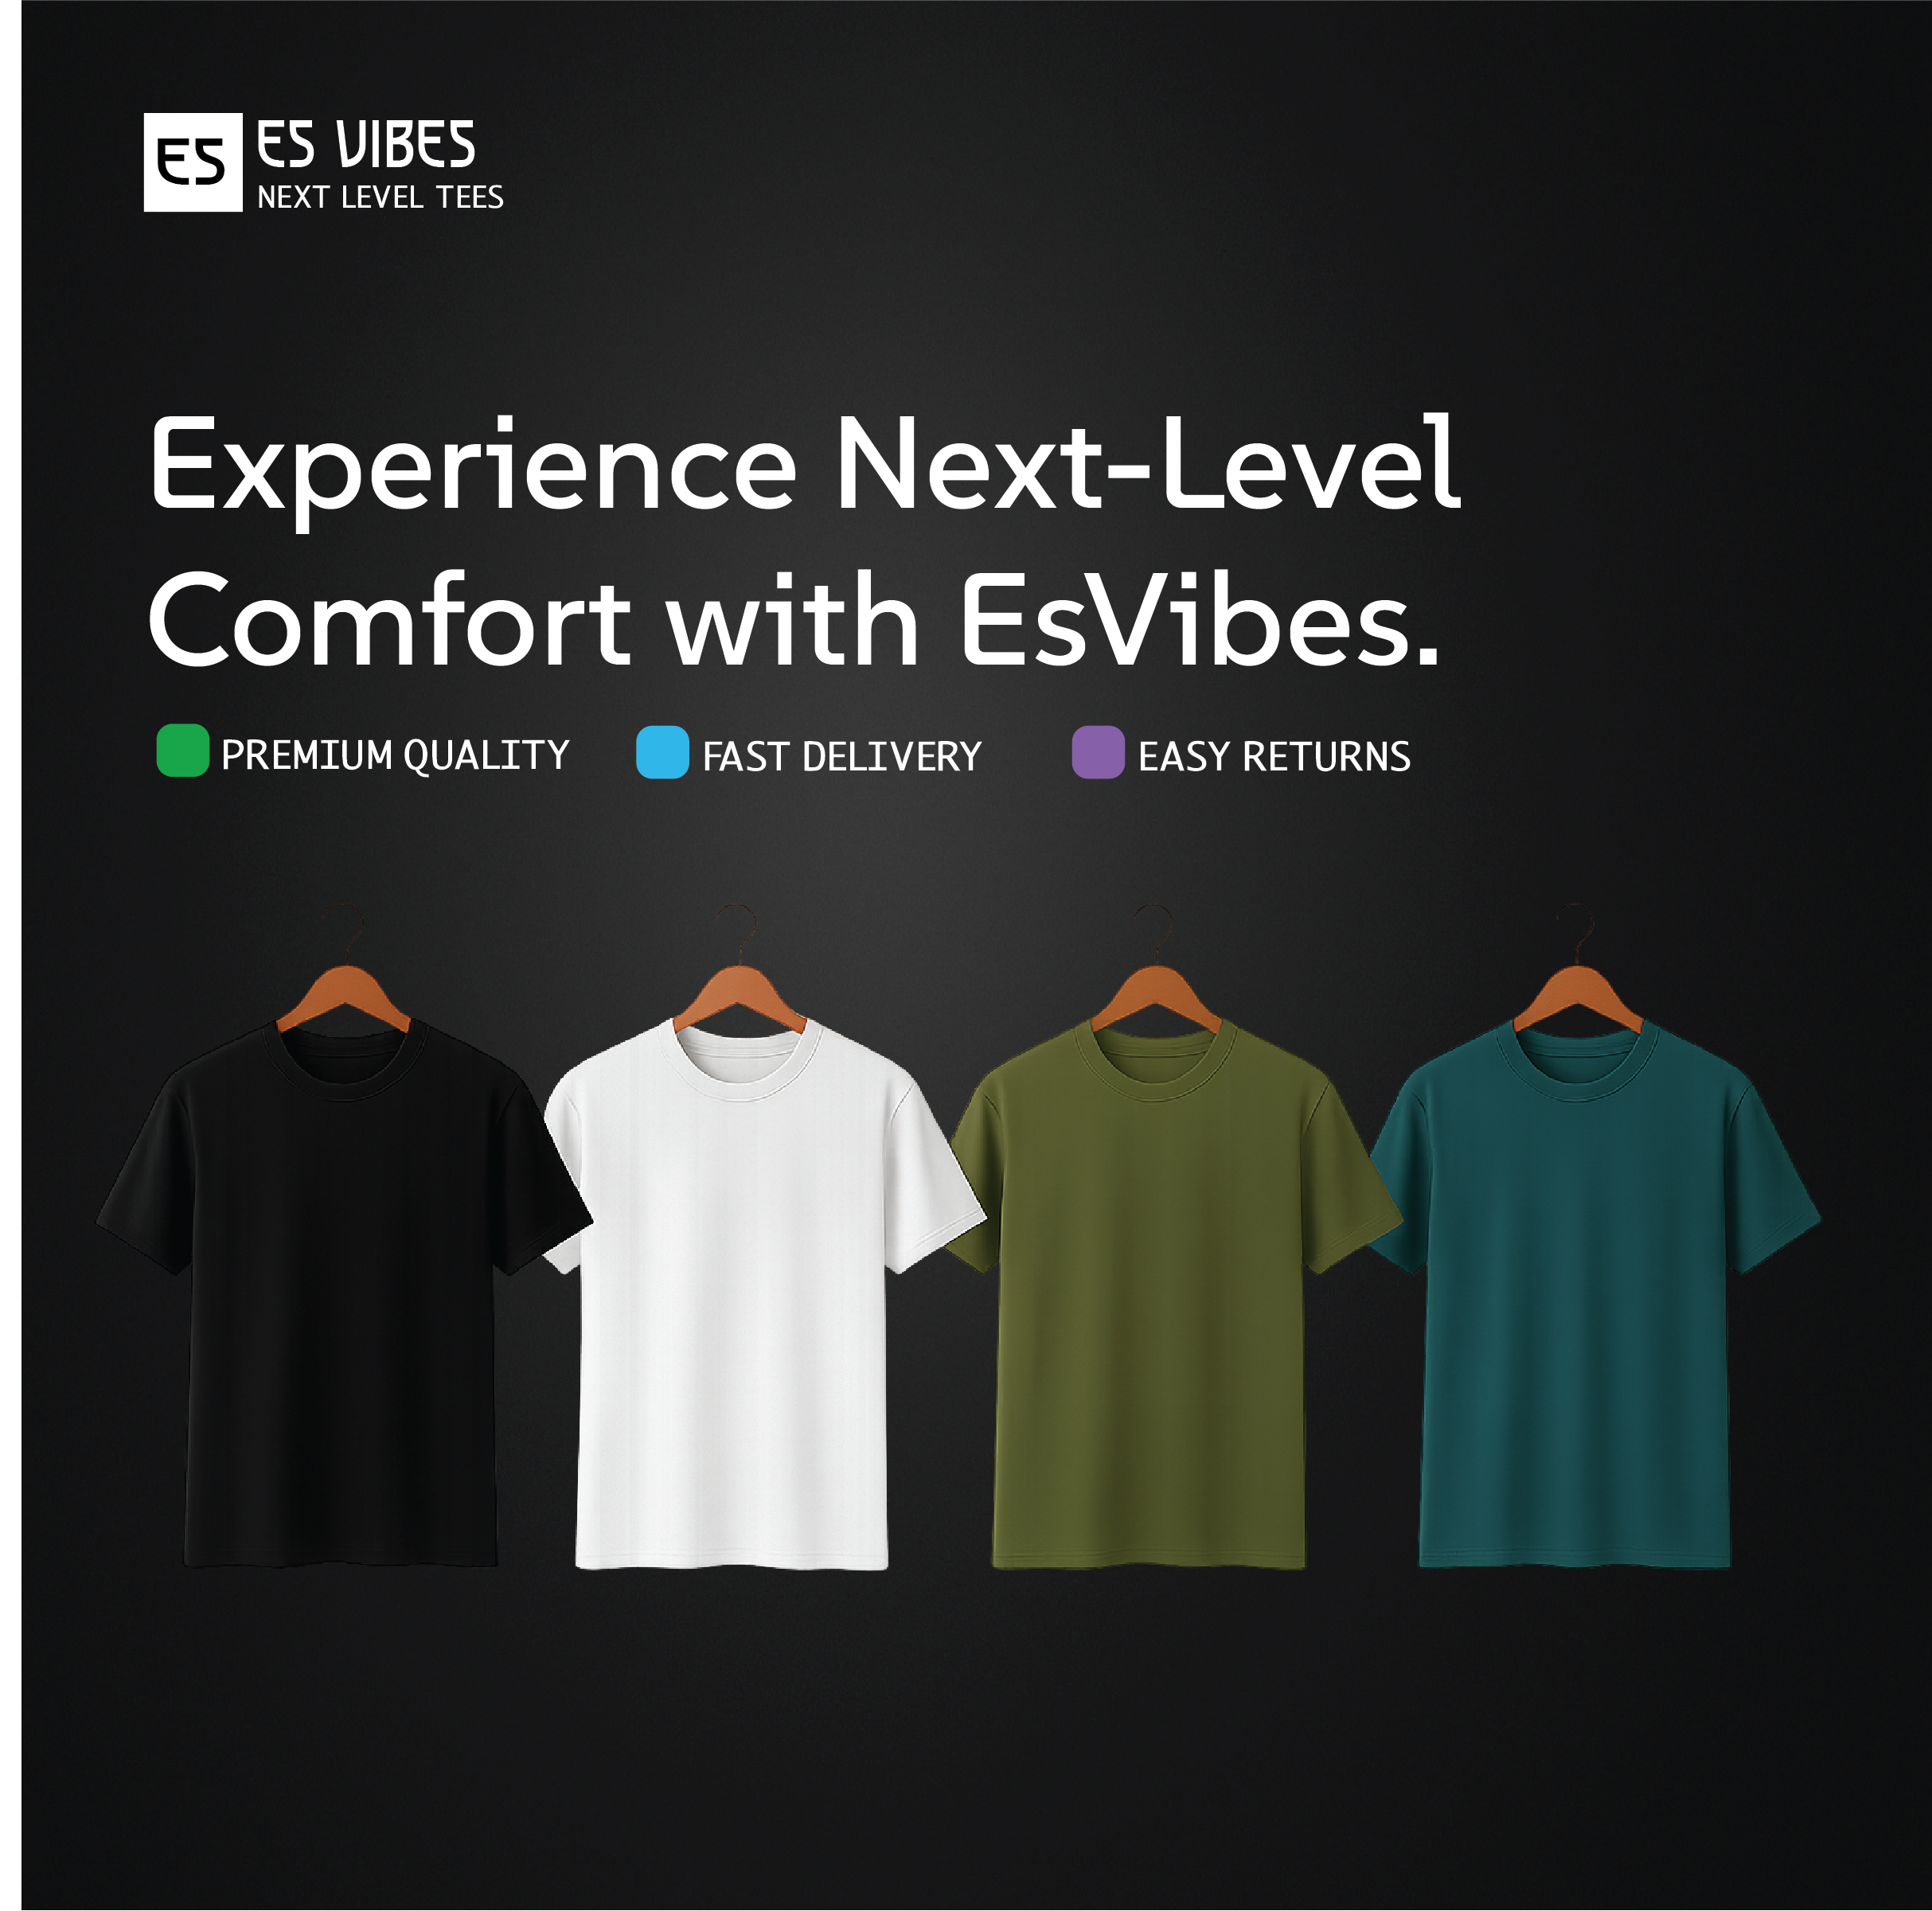 ES
ES VIBES
NEXT LEVEL TEES
Experience Next-Level
Comfort with EsVibes.
PREMIUM QUALITY
FAST DELIVERY
EASY RETURNS